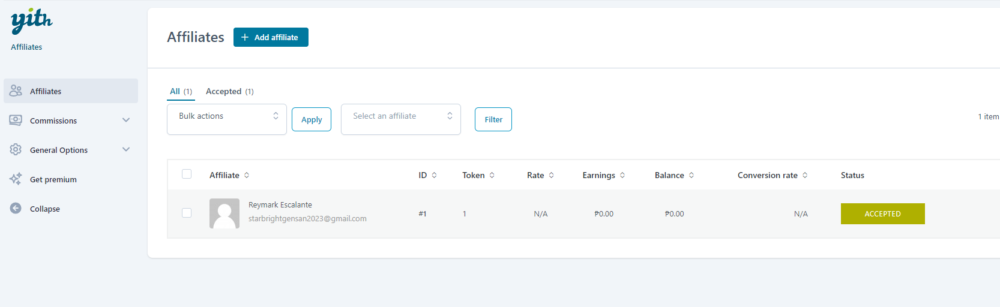 yith
Affiliates
Affiliates
Commissions
General Options
Get premium
Collapse
Affiliates
+ Add affiliate
All (1) Accepted (1)
Bulk actions Apply Select an affiliate Filter 1 item
Affiliate ID Token Rate Earnings Balance Conversion rate Status
Reymark Escalante
starbrightgensan2023@gmail.com
#1 1 N/A ₱0.00 ₱0.00 N/A ACCEPTED